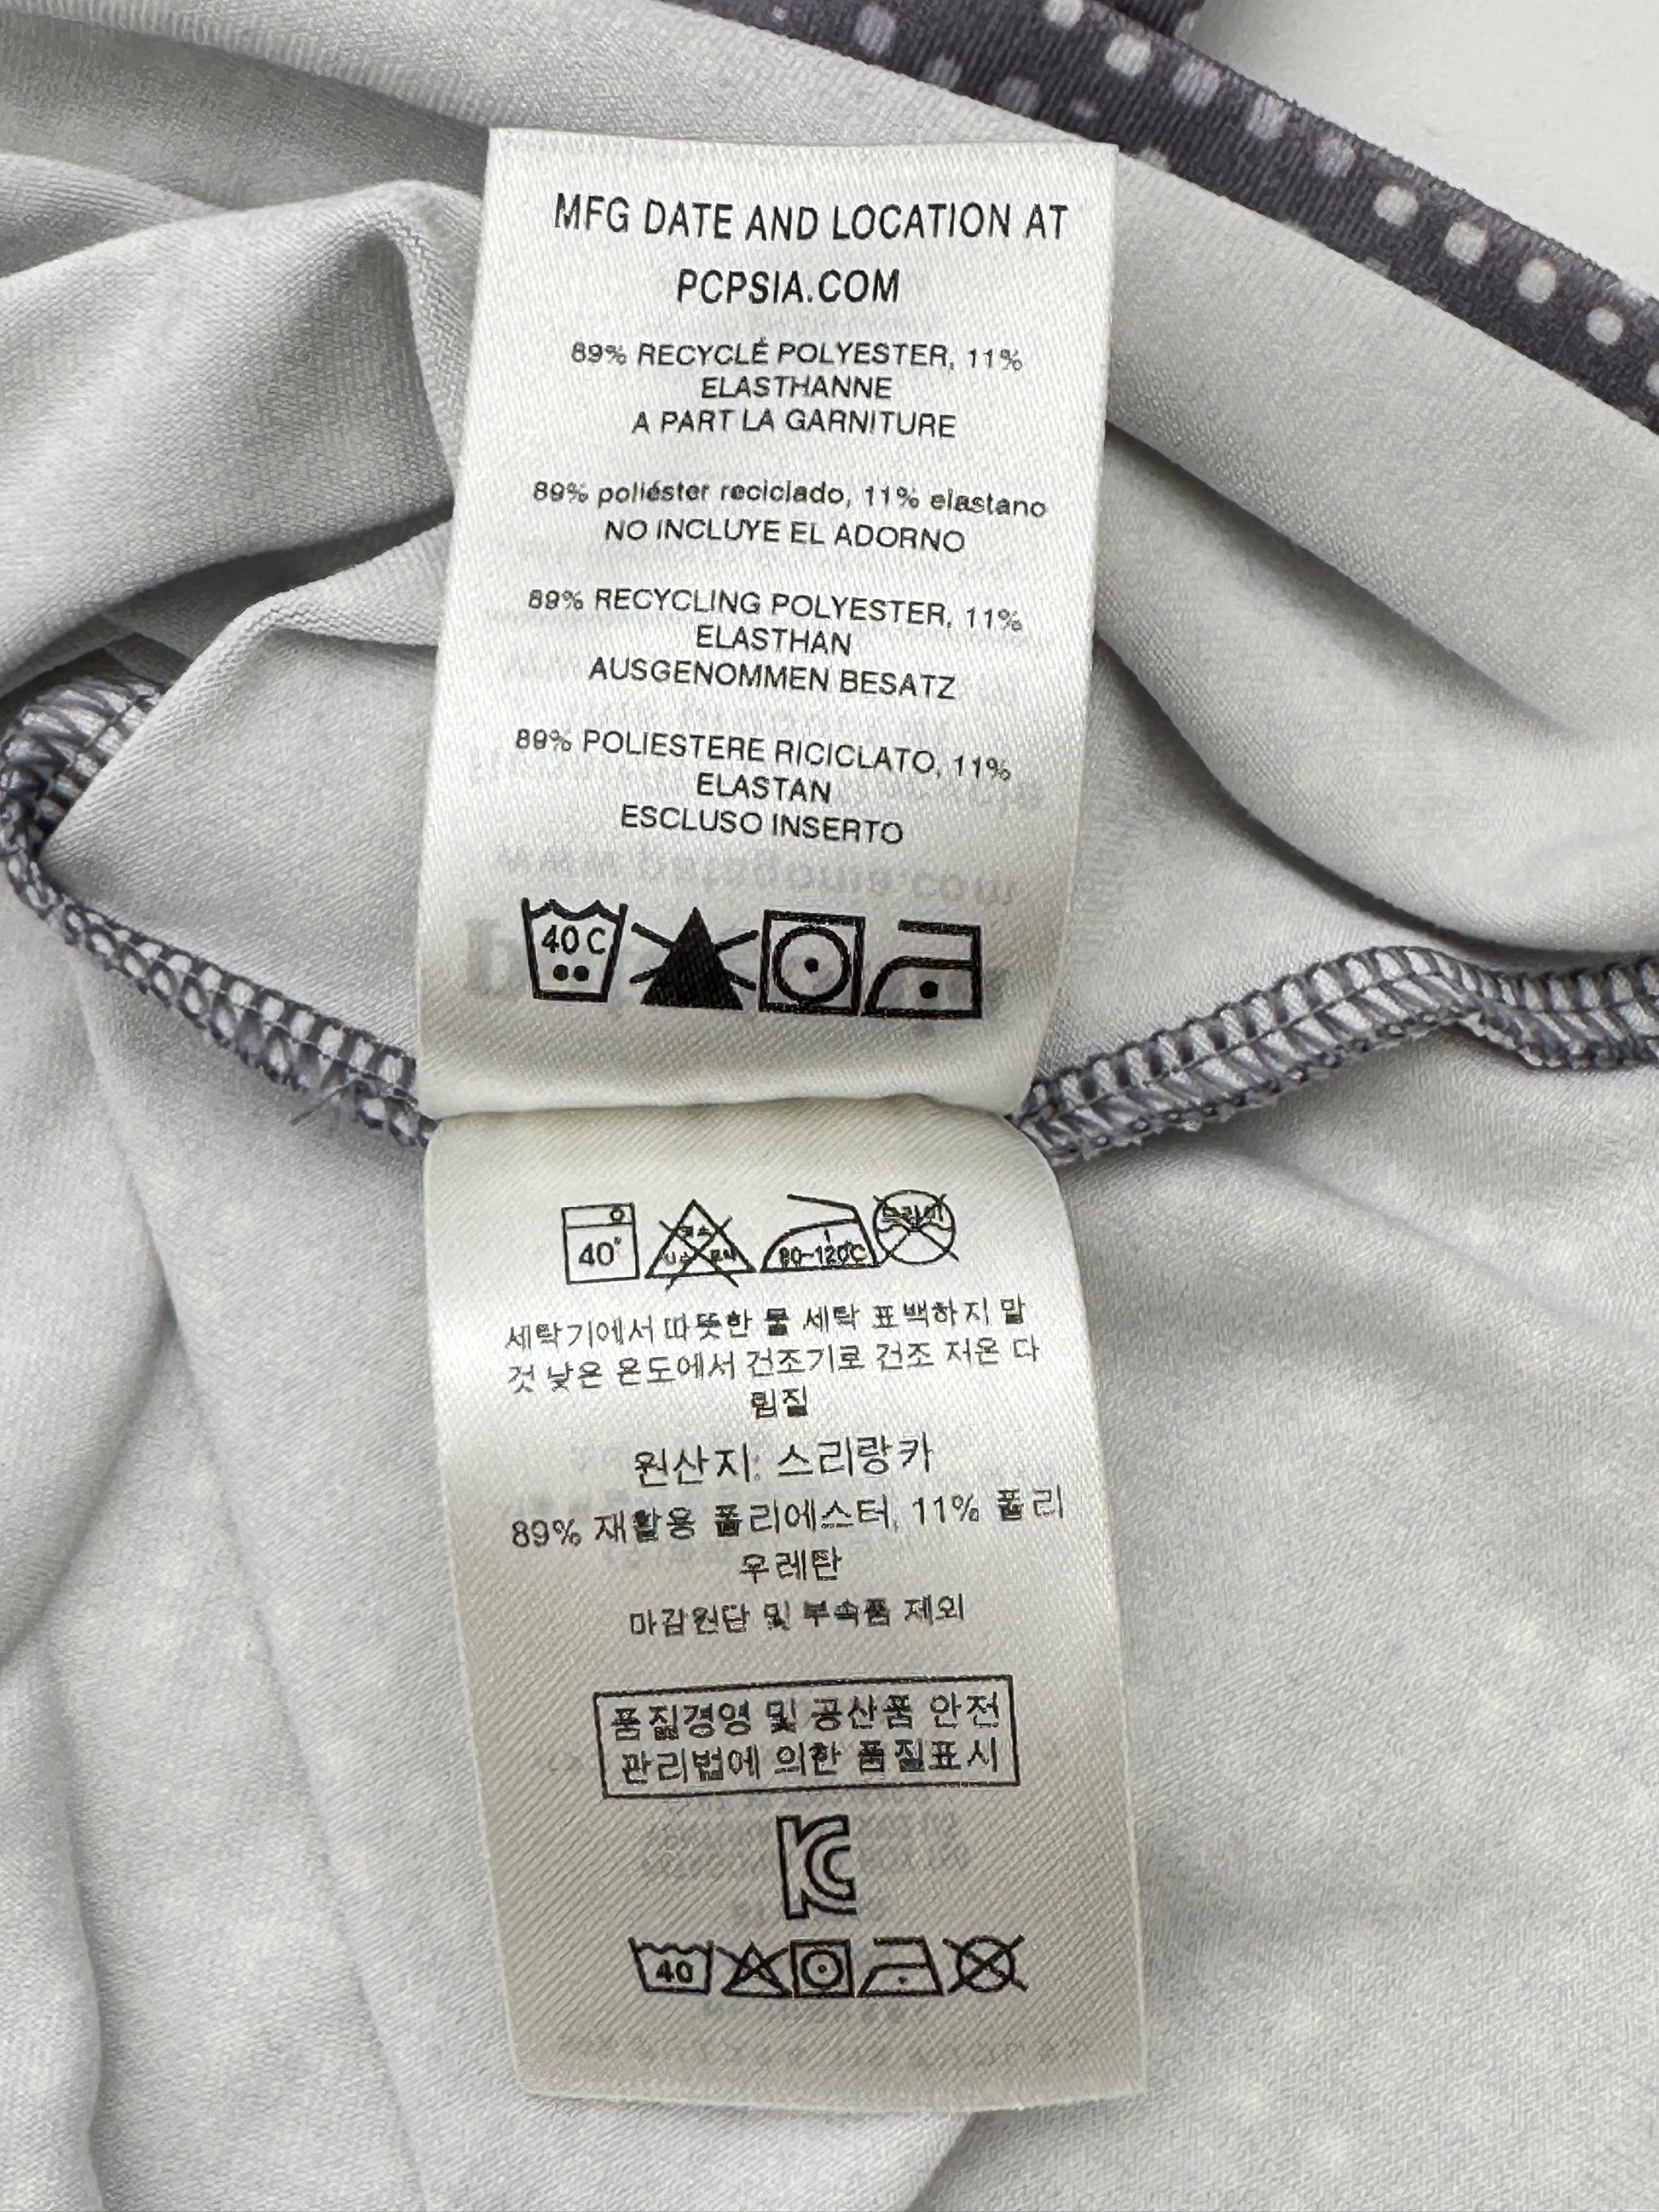 MFG DATE AND LOCATION AT
PCPSIA.COM
89% RECYCLÉ POLYESTER, 11%
ELASTHANNE
A PART LA GARNITURE
89% poliéster reciclado, 11% elastano
NO INCLUYE EL ADORNO
89% RECYCLING POLYESTER, 11%
ELASTHAN
AUSGENOMMEN BESATZ
89% POLIESTERE RICICLATO, 11%
ELASTAN
ESCLUSO INSERTO
40 C
40° 80~120C 드라이
세탁기에서 따뜻한 물 세탁 표백하지 말
것 낮은 온도에서 건조기로 건조 저온 다
림질
원산지: 스리랑카
89% 재활용 폴리에스터, 11% 폴리
우레탄
마감원단 및 부속품 제외
품질경영 및 공산품 안전
관리법에 의한 품질표시
KC
40